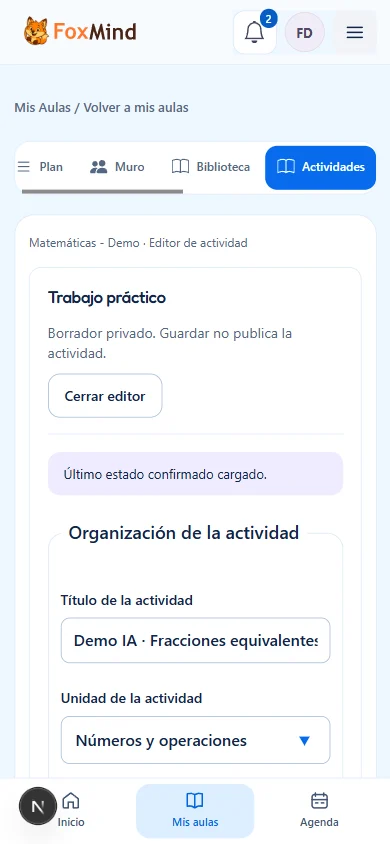 FoxMind
2
FD
Mis Aulas / Volver a mis aulas
Plan
Muro
Biblioteca
Actividades
Matemáticas - Demo · Editor de actividad
Trabajo práctico
Borrador privado. Guardar no publica la
actividad.
Cerrar editor
Último estado confirmado cargado.
Organización de la actividad
Título de la actividad
Demo IA · Fracciones equivalentes
Unidad de la actividad
Números y operaciones
N
Inicio
Mis aulas
Agenda